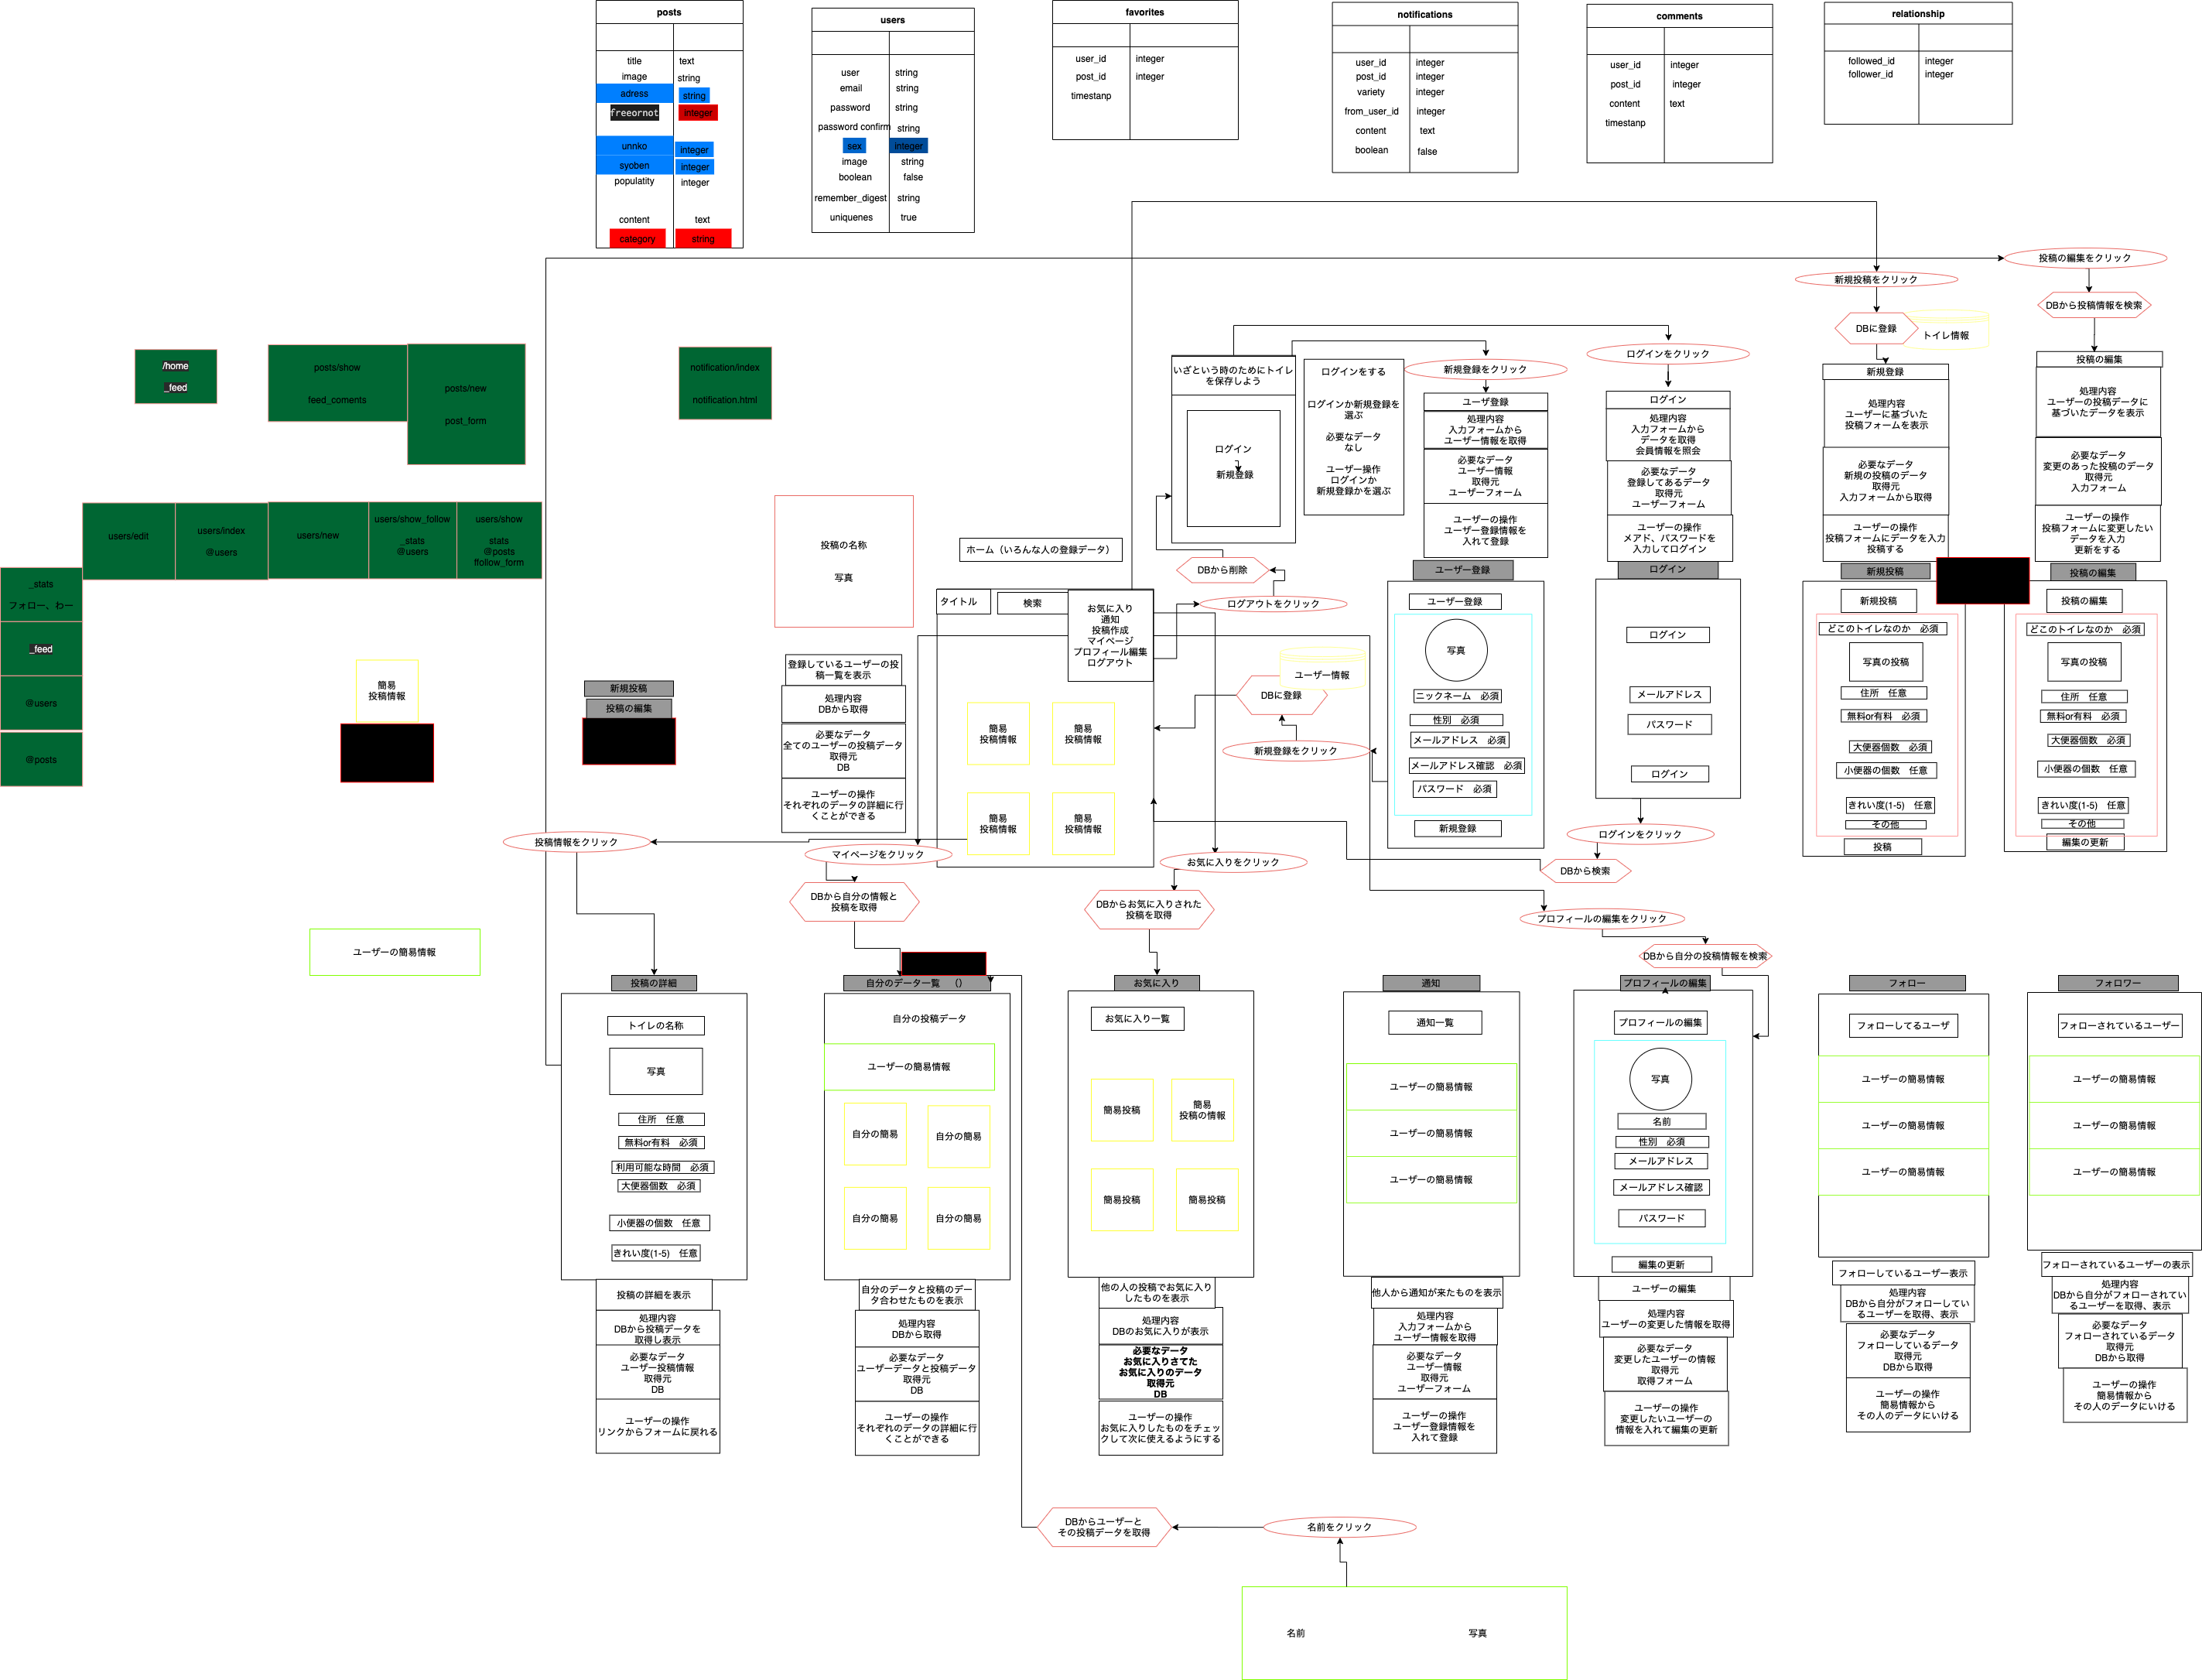 posts
title
text
image
string
adress
string
freeornot
integer
unnko
integer
syoben
integer
populatity
integer
content
text
category
string
users
user
string
email
string
password
string
password confirm
string
sex
integer
image
string
boolean
false
remember_digest
string
uniquenes
true
favorites
user_id
integer
post_id
integer
timestanp
notifications
user_id
integer
post_id
integer
variety
integer
from_user_id
integer
content
text
boolean
false
comments
user_id
integer
post_id
integer
content
text
timestanp
relationship
followed_id
integer
follower_id
integer
投稿の編集をクリック
新規投稿をクリック
DBから投稿情報を検索
DBに登録
トイレ情報
/home
_feed
posts/show
feed_coments
posts/new
post_form
notification/index
notification.html
users/edit
users/index
@users
users/new
users/show_follow
_stats
@users
users/show
stats
@posts
ffollow_form
_stats
フォロー、わー
_feed
@users
@posts
簡易
投稿情報
新規投稿
投稿の編集
ユーザーの簡易情報
投稿の名称
写真
登録しているユーザーの投
稿一覧を表示
処理内容
DBから取得
必要なデータ
全てのユーザーの投稿データ
取得元
DB
ユーザーの操作
それぞれのデータの詳細に行
くことができる
ホーム（いろんな人の登録データ）
タイトル
検索
お気に入り
通知
投稿作成
マイページ
プロフィール編集
ログアウト
簡易
投稿情報
簡易
投稿情報
簡易
投稿情報
簡易
投稿情報
いざという時のためにトイレ
を保存しよう
ログイン
新規登録
ログインをする
ログインか新規登録を
選ぶ
必要なデータ
なし
ユーザー操作
ログインか
新規登録かを選ぶ
DBから削除
ログアウトをクリック
ユーザー情報
DBに登録
新規登録をクリック
新規登録をクリック
ユーザ登録
処理内容
入力フォームから
ユーザー情報を取得
必要なデータ
ユーザー情報
取得元
ユーザーフォーム
ユーザーの操作
ユーザー登録情報を
入れて登録
ユーザー登録
ユーザー登録
写真
ニックネーム　必須
性別　必須
メールアドレス　必須
メールアドレス確認　必須
パスワード　必須
新規登録
ログインをクリック
ログイン
処理内容
入力フォームから
データを取得
会員情報を照会
必要なデータ
登録してあるデータ
取得元
ユーザーフォーム
ユーザーの操作
メアド、パスワードを
入力してログイン
ログイン
ログイン
メールアドレス
パスワード
ログイン
ログインをクリック
DBから検索
新規登録
処理内容
ユーザーに基づいた
投稿フォームを表示
必要なデータ
新規の投稿のデータ
取得元
入力フォームから取得
ユーザーの操作
投稿フォームにデータを入力
投稿する
新規投稿
新規投稿
どこのトイレなのか　必須
写真の投稿
住所　任意
無料or有料　必須
大便器個数　必須
小便器の個数　任意
きれい度(1-5)　任意
その他
投稿
投稿の編集
処理内容
ユーザーの投稿データに
基づいたデータを表示
必要なデータ
変更のあった投稿のデータ
取得元
入力フォーム
ユーザーの操作
投稿フォームに変更したい
データを入力
更新をする
投稿の編集
投稿の編集
どこのトイレなのか　必須
写真の投稿
住所　任意
無料or有料　必須
大便器個数　必須
小便器の個数　任意
きれい度(1-5)　任意
その他
編集の更新
投稿情報をクリック
マイページをクリック
お気に入りをクリック
DBから自分の情報と
投稿を取得
DBからお気に入りされた
投稿を取得
プロフィールの編集をクリック
DBから自分の投稿情報を検索
投稿の詳細
トイレの名称
写真
住所　任意
無料or有料　必須
利用可能な時間　必須
大便器個数　必須
小便器の個数　任意
きれい度(1-5)　任意
投稿の詳細を表示
処理内容
DBから投稿データを
取得し表示
必要なデータ
ユーザー投稿情報
取得元
DB
ユーザーの操作
リンクからフォームに戻れる
自分のデータ一覧　（）
自分の投稿データ
ユーザーの簡易情報
自分の簡易
自分の簡易
自分の簡易
自分の簡易
自分のデータと投稿のデー
タ合わせたものを表示
処理内容
DBから取得
必要なデータ
ユーザーデータと投稿データ
取得元
DB
ユーザーの操作
それぞれのデータの詳細に行
くことができる
お気に入り
お気に入り一覧
簡易投稿
簡易
投稿の情報
簡易投稿
簡易投稿
他の人の投稿でお気に入り
したものを表示
処理内容
DBのお気に入りが表示
必要なデータ
お気に入りさてた
お気に入りのデータ
取得元
DB
ユーザーの操作
お気に入りしたものをチェッ
クして次に使えるようにする
通知
通知一覧
ユーザーの簡易情報
ユーザーの簡易情報
ユーザーの簡易情報
他人から通知が来たものを表示
処理内容
入力フォームから
ユーザー情報を取得
必要なデータ
ユーザー情報
取得元
ユーザーフォーム
ユーザーの操作
ユーザー登録情報を
入れて登録
プロフィールの編集
プロフィールの編集
写真
名前
性別　必須
メールアドレス
メールアドレス確認
パスワード
編集の更新
ユーザーの編集
処理内容
ユーザーの変更した情報を取得
必要なデータ
変更したユーザーの情報
取得元
取得フォーム
ユーザーの操作
変更したいユーザーの
情報を入れて編集の更新
フォロー
フォローしてるユーザ
ユーザーの簡易情報
ユーザーの簡易情報
ユーザーの簡易情報
フォローしているユーザー表示
処理内容
DBから自分がフォローしてい
るユーザーを取得、表示
必要なデータ
フォローしているデータ
取得元
DBから取得
ユーザーの操作
簡易情報から
その人のデータにいける
フォロワー
フォローされているユーザー
ユーザーの簡易情報
ユーザーの簡易情報
ユーザーの簡易情報
フォローされているユーザーの表示
処理内容
DBから自分がフォローされてい
るユーザーを取得、表示
必要なデータ
フォローされているデータ
取得元
DBから取得
ユーザーの操作
簡易情報から
その人のデータにいける
DBからユーザーと
その投稿データを取得
名前をクリック
名前
写真